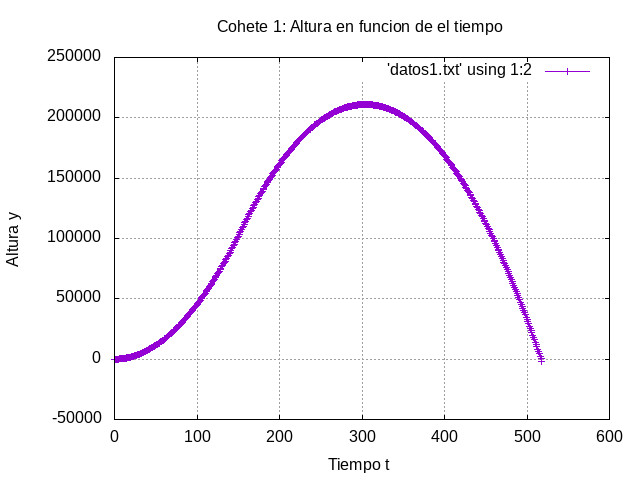 Cohete 1: Altura en funcion de el tiempo
'datos1.txt' using 1:2
250000
200000
150000
100000
50000
0
-50000
Altura y
0 100 200 300 400 500 600
Tiempo t